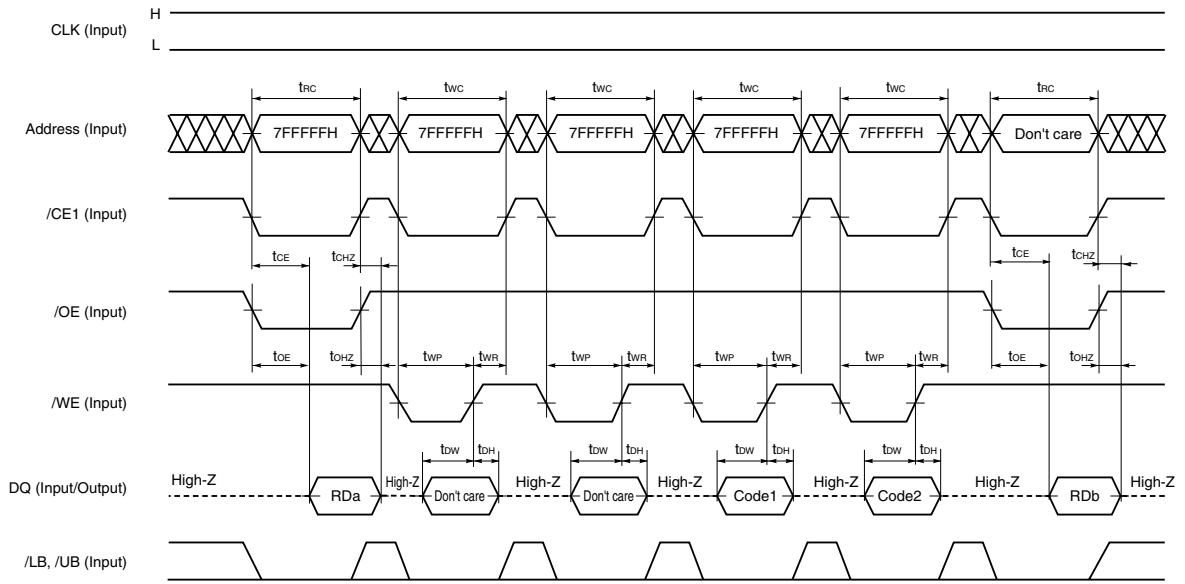 H
CLK (Input)
L
tRC tWC tWC tWC tWC tRC
Address (Input) 7FFFFFH 7FFFFFH 7FFFFFH 7FFFFFH 7FFFFFH Don't care
/CE1 (Input)
tCE tCHZ tCE tCHZ
/OE (Input)
tOE tOHZ tWP tWR tWP tWR tWP tWR tWP tWR tOE tOHZ
/WE (Input)
tDW tDH tDW tDH tDW tDH tDW tDH
DQ (Input/Output) High-Z RDa High-Z Don't care High-Z Don't care High-Z Code1 High-Z Code2 High-Z RDb High-Z
/LB, /UB (Input)